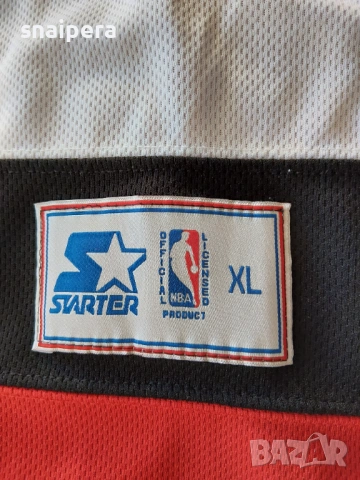 snaipera
STARTER
OFFICIAL
NBA
LICENSED
PRODUCT
XL
BAZAR